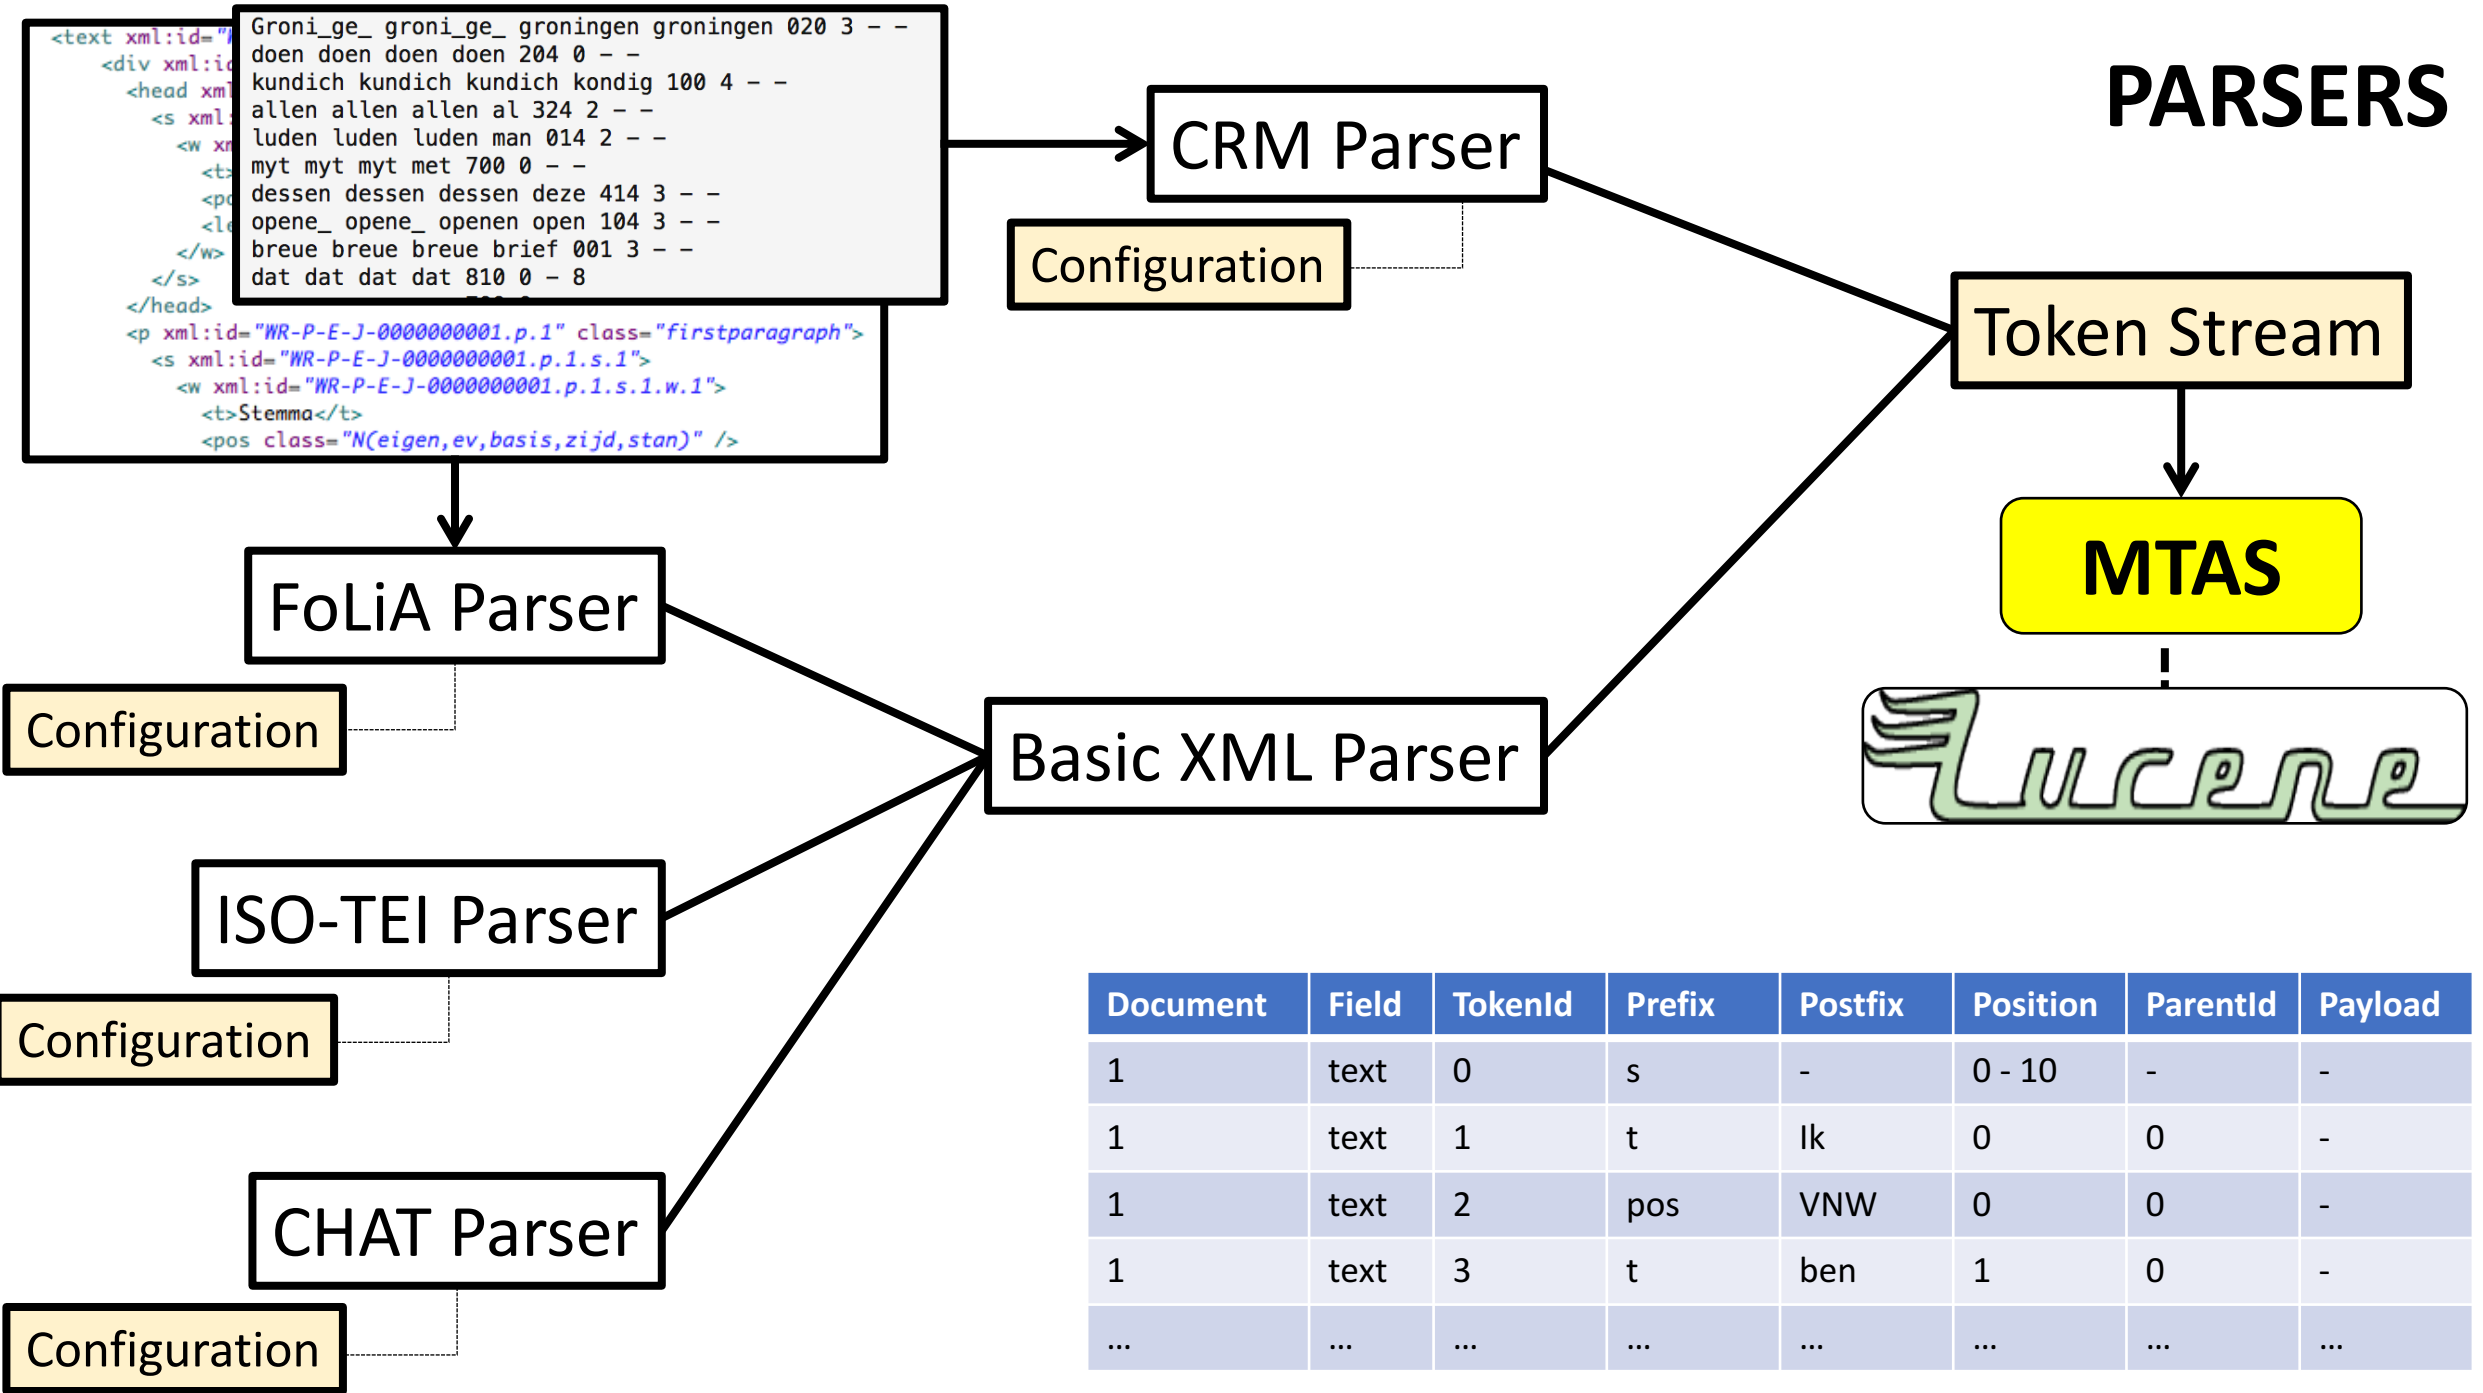 PARSERS
<text xml:id="
<div xml:id
<head xml
<s xml:
<w
<t>
</w>
</s>
</head>
<p xml:id="WR-P-E-J-0000000001.p.1" class="firstparagraph">
<s xml:id="WR-P-E-J-0000000001.p.1.s.1">
<w xml:id="WR-P-E-J-0000000001.p.1.s.1.w.1">
<t>Stemma</t>
<pos class="N(eigen,ev,basis,zijd,stan)" />
Groni_ge_ groni_ge_ groningen groningen 020 3 – –
doen doen doen doen 204 0 – –
kundich kundich kundich kondig 100 4 – –
allen allen allen al 324 2 – –
luden luden luden man 014 2 – –
myt myt myt met 700 0 – –
dessen dessen dessen deze 414 3 – –
opene_ opene_ openen open 104 3 – –
breue breue breue brief 001 3 – –
dat dat dat dat 810 0 – 8
CRM Parser
Configuration
Token Stream
MTAS
Lucene
FoLiA Parser
Configuration
Basic XML Parser
ISO-TEI Parser
Configuration
CHAT Parser
Configuration
Document Field TokenId Prefix Postfix Position ParentId Payload
1 text 0 s - 0 - 10 - -
1 text 1 t Ik 0 0 -
1 text 2 pos VNW 0 0 -
1 text 3 t ben 1 0 -
... ... ... ... ... ... ... ...